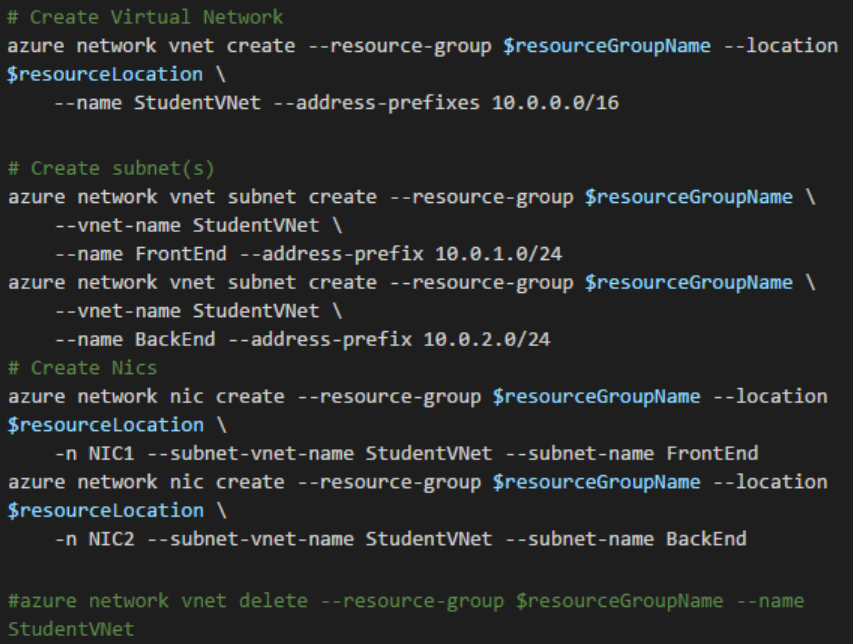 # Create Virtual Network
azure network vnet create --resource-group $resourceGroupName --location
$resourceLocation \
    --name StudentVNet --address-prefixes 10.0.0.0/16

# Create subnet(s)
azure network vnet subnet create --resource-group $resourceGroupName \
    --vnet-name StudentVNet \
    --name FrontEnd --address-prefix 10.0.1.0/24
azure network vnet subnet create --resource-group $resourceGroupName \
    --vnet-name StudentVNet \
    --name BackEnd --address-prefix 10.0.2.0/24
# Create Nics
azure network nic create --resource-group $resourceGroupName --location
$resourceLocation \
    -n NIC1 --subnet-vnet-name StudentVNet --subnet-name FrontEnd
azure network nic create --resource-group $resourceGroupName --location
$resourceLocation \
    -n NIC2 --subnet-vnet-name StudentVNet --subnet-name BackEnd

#azure network vnet delete --resource-group $resourceGroupName --name
StudentVNet